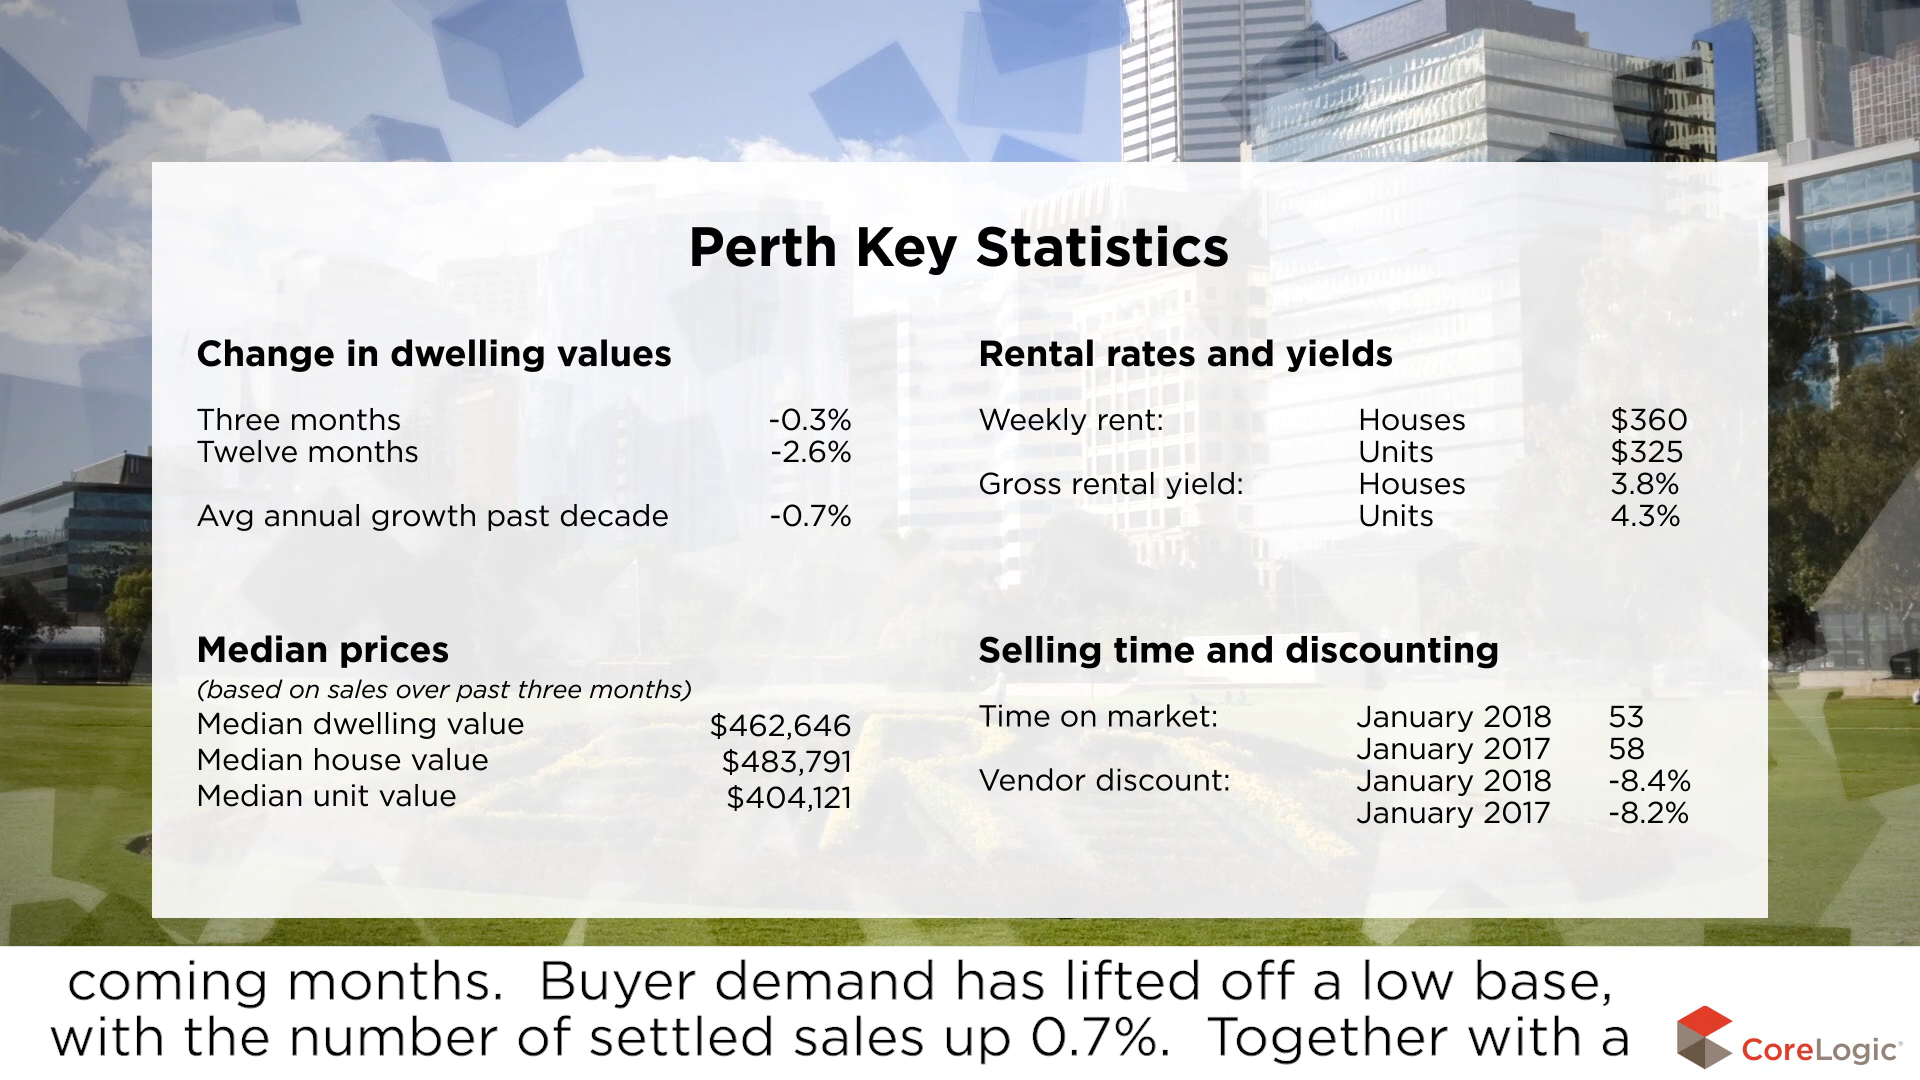 Perth Key Statistics
Change in dwelling values
Three months -0.3%
Twelve months -2.6%
Avg annual growth past decade -0.7%
Rental rates and yields
Weekly rent: Houses $360
Units $325
Gross rental yield: Houses 3.8%
Units 4.3%
Median prices
(based on sales over past three months)
Median dwelling value $462,646
Median house value $483,791
Median unit value $404,121
Selling time and discounting
Time on market: January 2018 53
January 2017 58
Vendor discount: January 2018 -8.4%
January 2017 -8.2%
coming months. Buyer demand has lifted off a low base,
with the number of settled sales up 0.7%. Together with a
CoreLogic